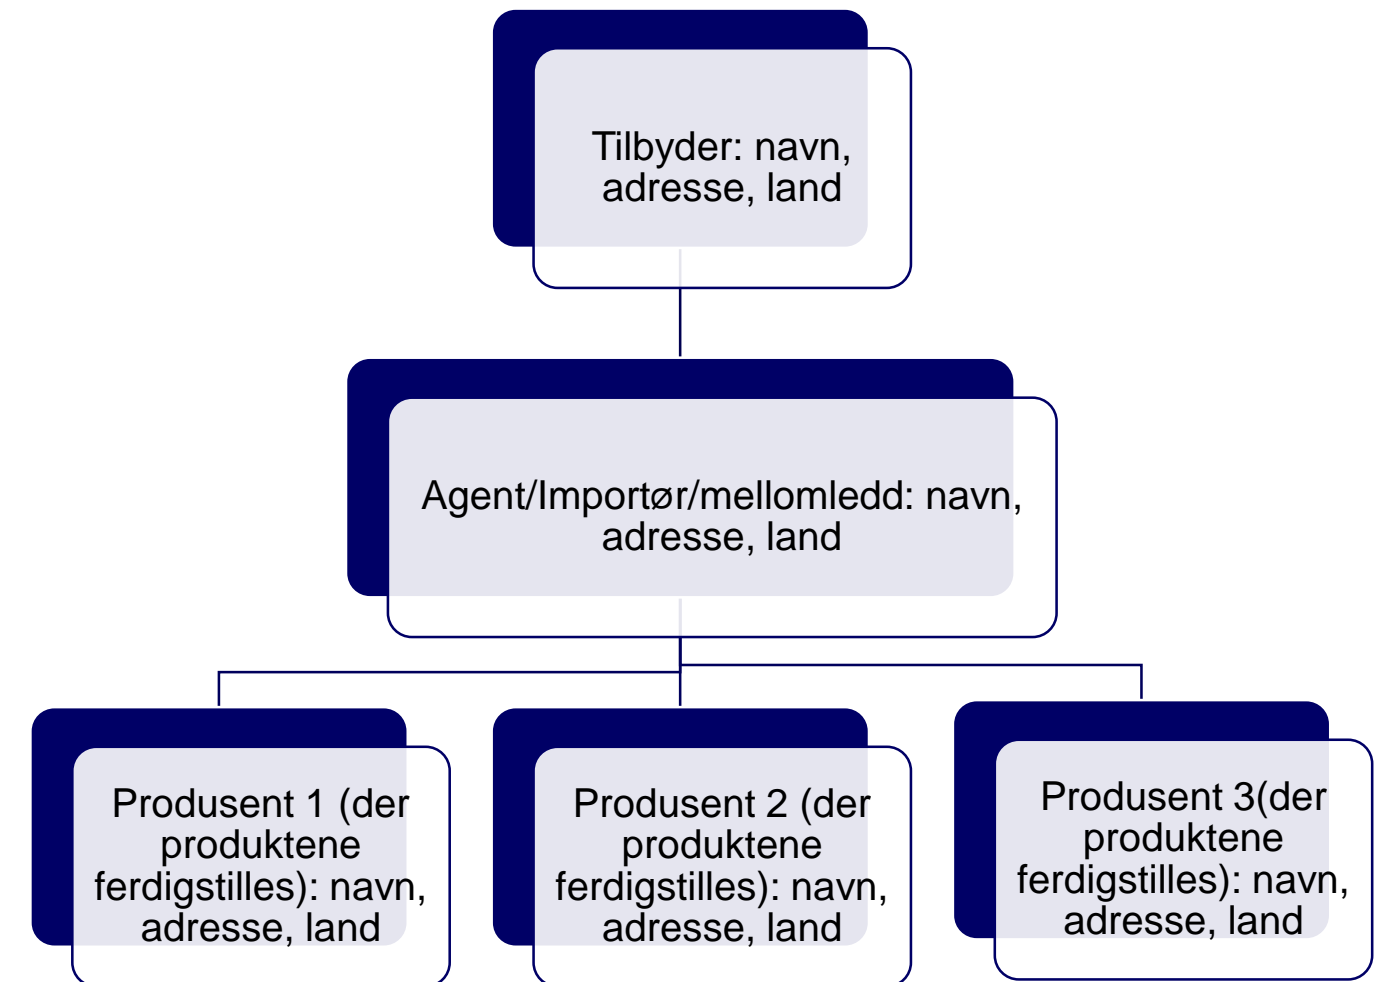 Tilbyder: navn,
adresse, land
Agent/Importør/mellomledd: navn,
adresse, land
Produsent 1 (der
produktene
ferdigstilles): navn,
adresse, land
Produsent 2 (der
produktene
ferdigstilles): navn,
adresse, land
Produsent 3(der
produktene
ferdigstilles): navn,
adresse, land